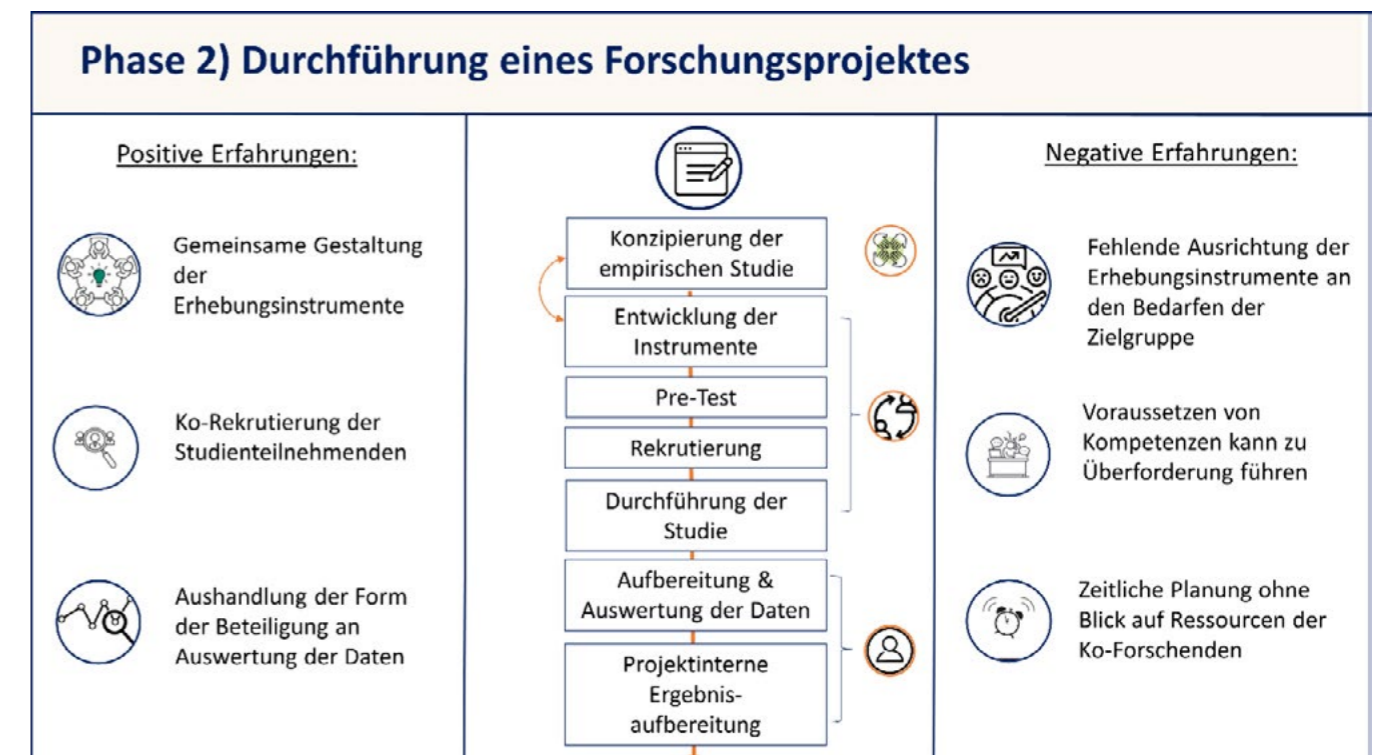 Phase 2) Durchführung eines Forschungsprojektes
Positive Erfahrungen:
Gemeinsame Gestaltung
der
Erhebungsinstrumente
Ko-Rekrutierung der
Studienteilnehmenden
Aushandlung der Form
der Beteiligung an
Auswertung der Daten
Konzipierung der
empirischen Studie
Entwicklung der
Instrumente
Pre-Test
Rekrutierung
Durchführung der
Studie
Aufbereitung &
Auswertung der Daten
Projektinterne
Ergebnis-
aufbereitung
Negative Erfahrungen:
Fehlende Ausrichtung der
Erhebungsinstrumente an
den Bedarfen der
Zielgruppe
Voraussetzen von
Kompetenzen kann zu
Überforderung führen
Zeitliche Planung ohne
Blick auf Ressourcen der
Ko-Forschenden